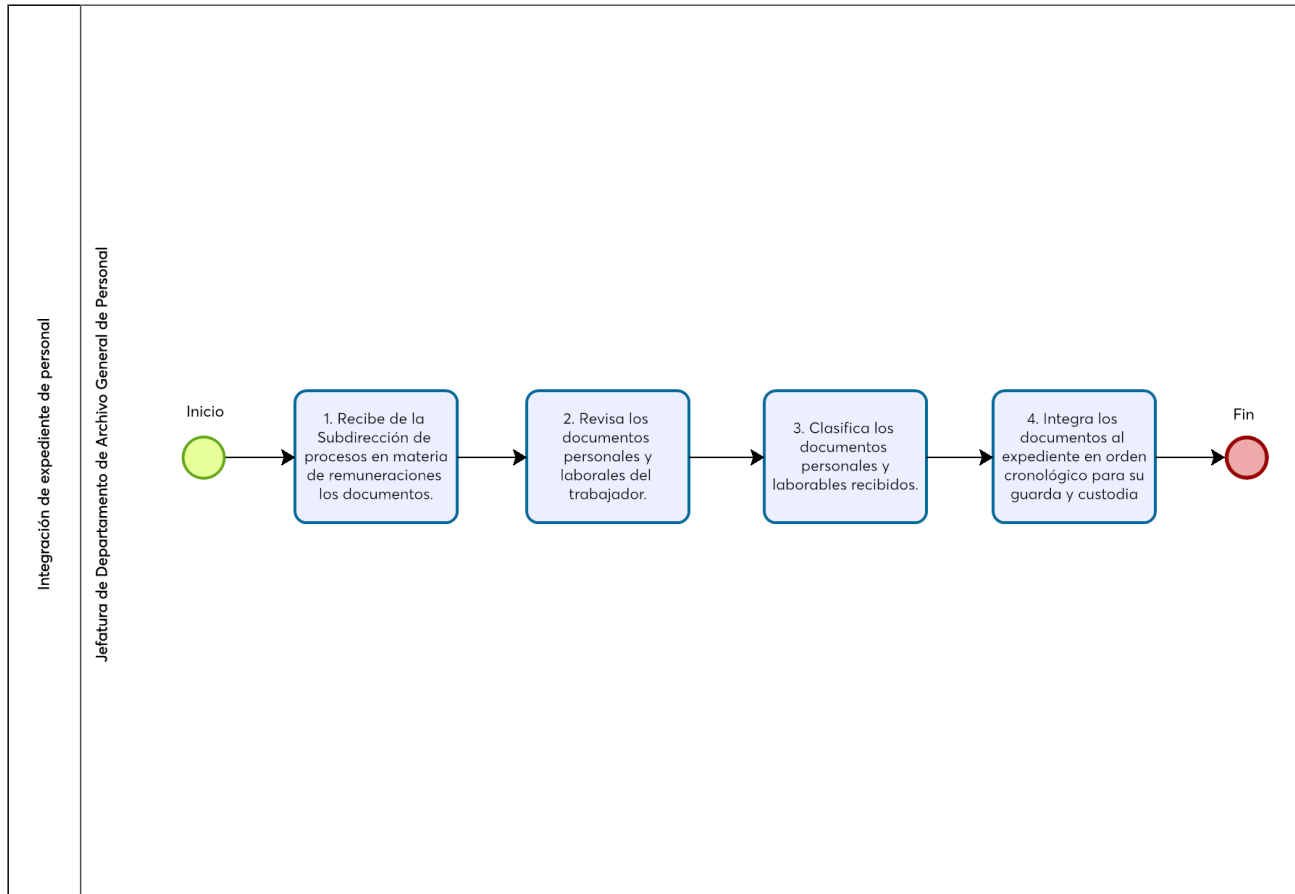 Integración de expediente de personal
Jefatura de Departamento de Archivo General de Personal
Inicio
1. Recibe de la
Subdirección de
procesos en materia
de remuneraciones
los documentos.
2. Revisa los
documentos
personales y
laborales del
trabajador.
3. Clasifica los
documentos
personales y
laborables recibidos.
4. Integra los
documentos al
expediente en orden
cronológico para su
guarda y custodia
Fin